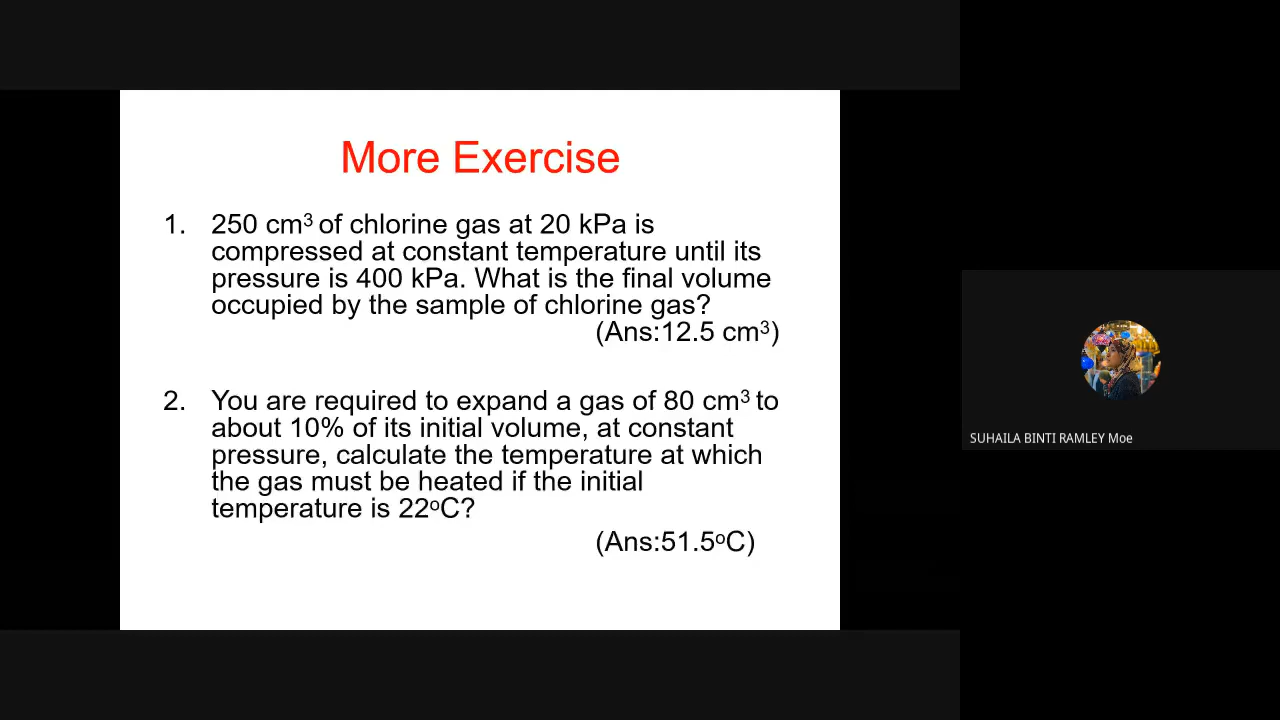 More Exercise
1. 250 cm³ of chlorine gas at 20 kPa is
compressed at constant temperature until its
pressure is 400 kPa. What is the final volume
occupied by the sample of chlorine gas?
(Ans:12.5 cm³)
2. You are required to expand a gas of 80 cm³ to
about 10% of its initial volume, at constant
pressure, calculate the temperature at which
the gas must be heated if the initial
temperature is 22ºC?
(Ans:51.5ºC)
SUHAILA BINTI RAMLEY Moe